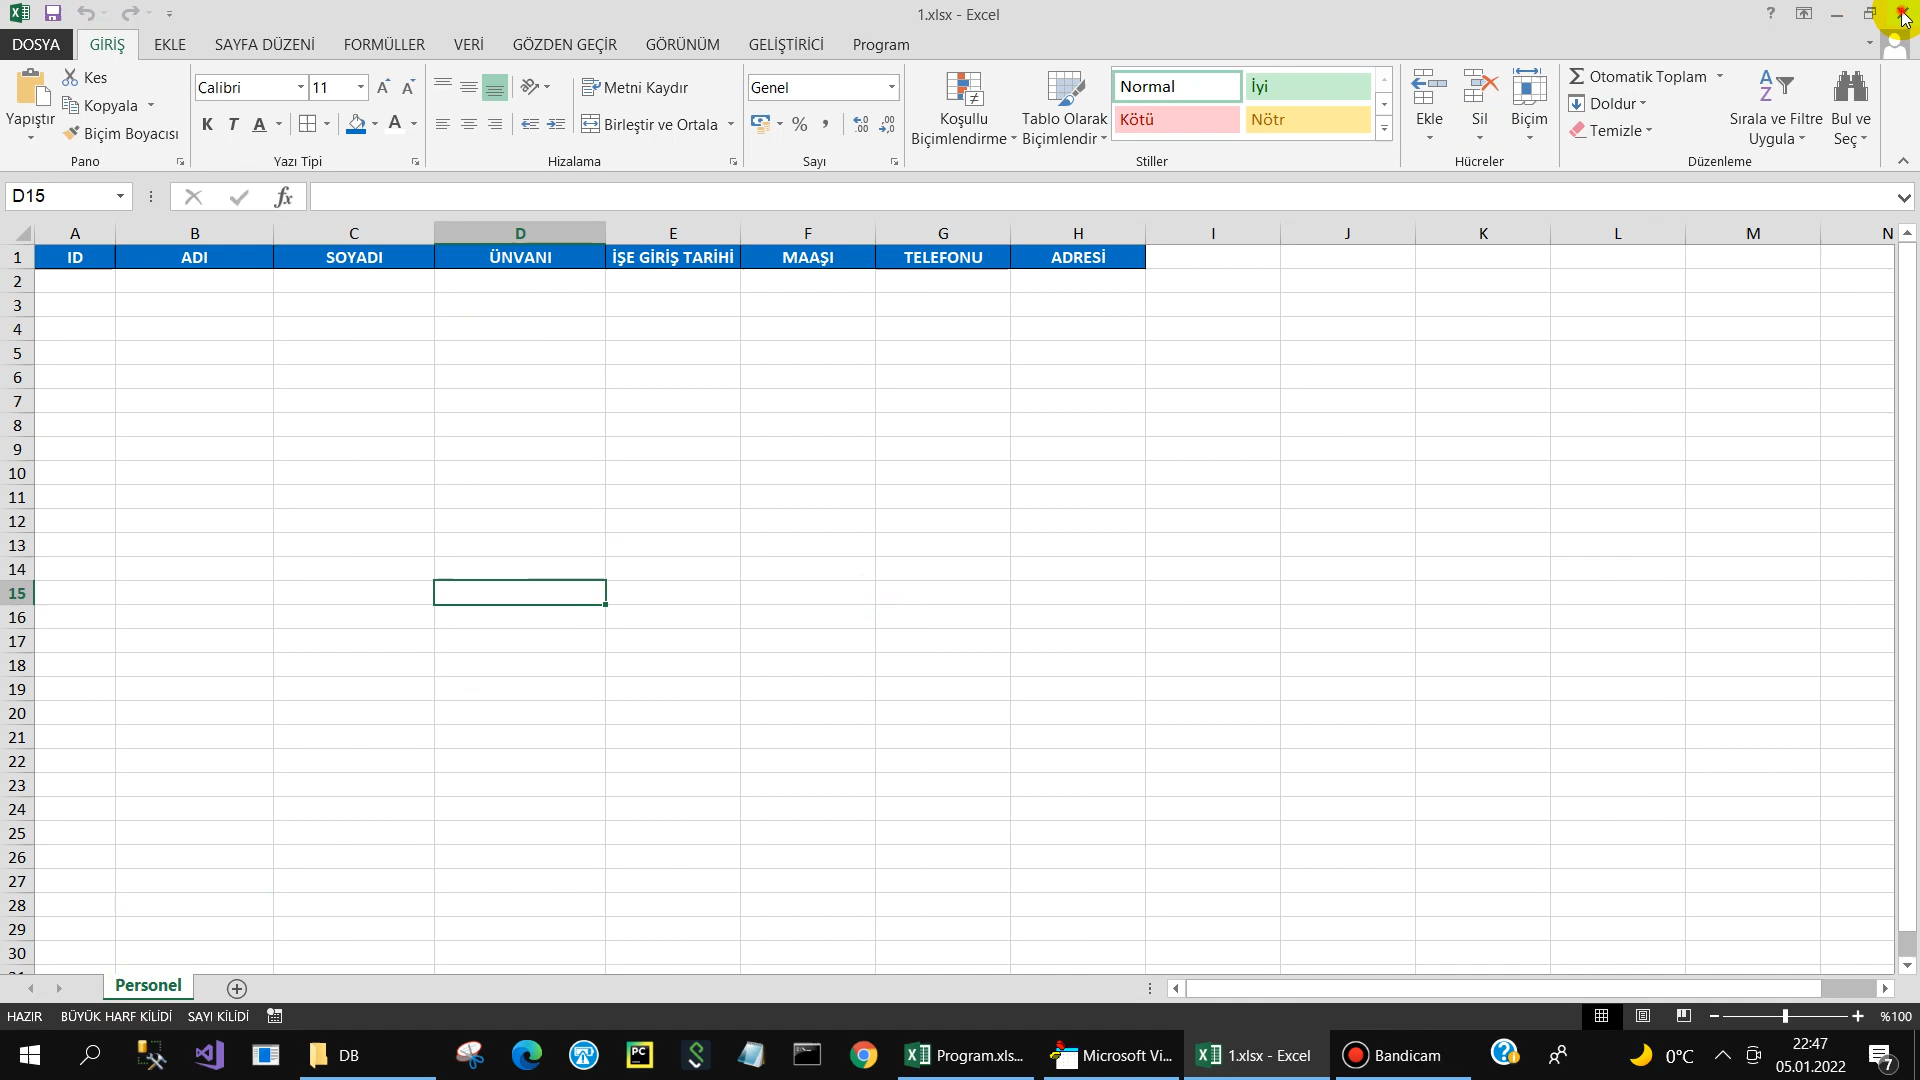 1.xlsx - Excel
DOSYA GİRİŞ EKLE SAYFA DÜZENİ FORMÜLLER VERİ GÖZDEN GEÇİR GÖRÜNÜM GELİŞTİRİCİ Program
Yapıştır
Kes
Kopyala
Biçim Boyacısı
Pano
Calibri 11
K T A
Yazı Tipi
Metni Kaydır
Birleştir ve Ortala
Hizalama
Genel
Sayı
Koşullu
Biçimlendirme
Tablo Olarak
Biçimlendir
Normal İyi
Kötü Nötr
Stiller
Ekle Sil Biçim
Hücreler
Otomatik Toplam
Doldur
Temizle
Sırala ve Filtre
Uygula
Bul ve
Seç
Düzenleme
D15
fx
A B C D E F G H I J K L M N
1 ID ADI SOYADI ÜNVANI İŞE GİRİŞ TARİHİ MAAŞI TELEFONU ADRESİ
2
3
4
5
6
7
8
9
10
11
12
13
14
15
16
17
18
19
20
21
22
23
24
25
26
27
28
29
30
Personel
HAZIR BÜYÜK HARF KİLİDİ SAYI KİLİDİ %100
DB Program.xls... Microsoft Vi... 1.xlsx - Excel Bandicam 0°C 22:47
05.01.2022
7